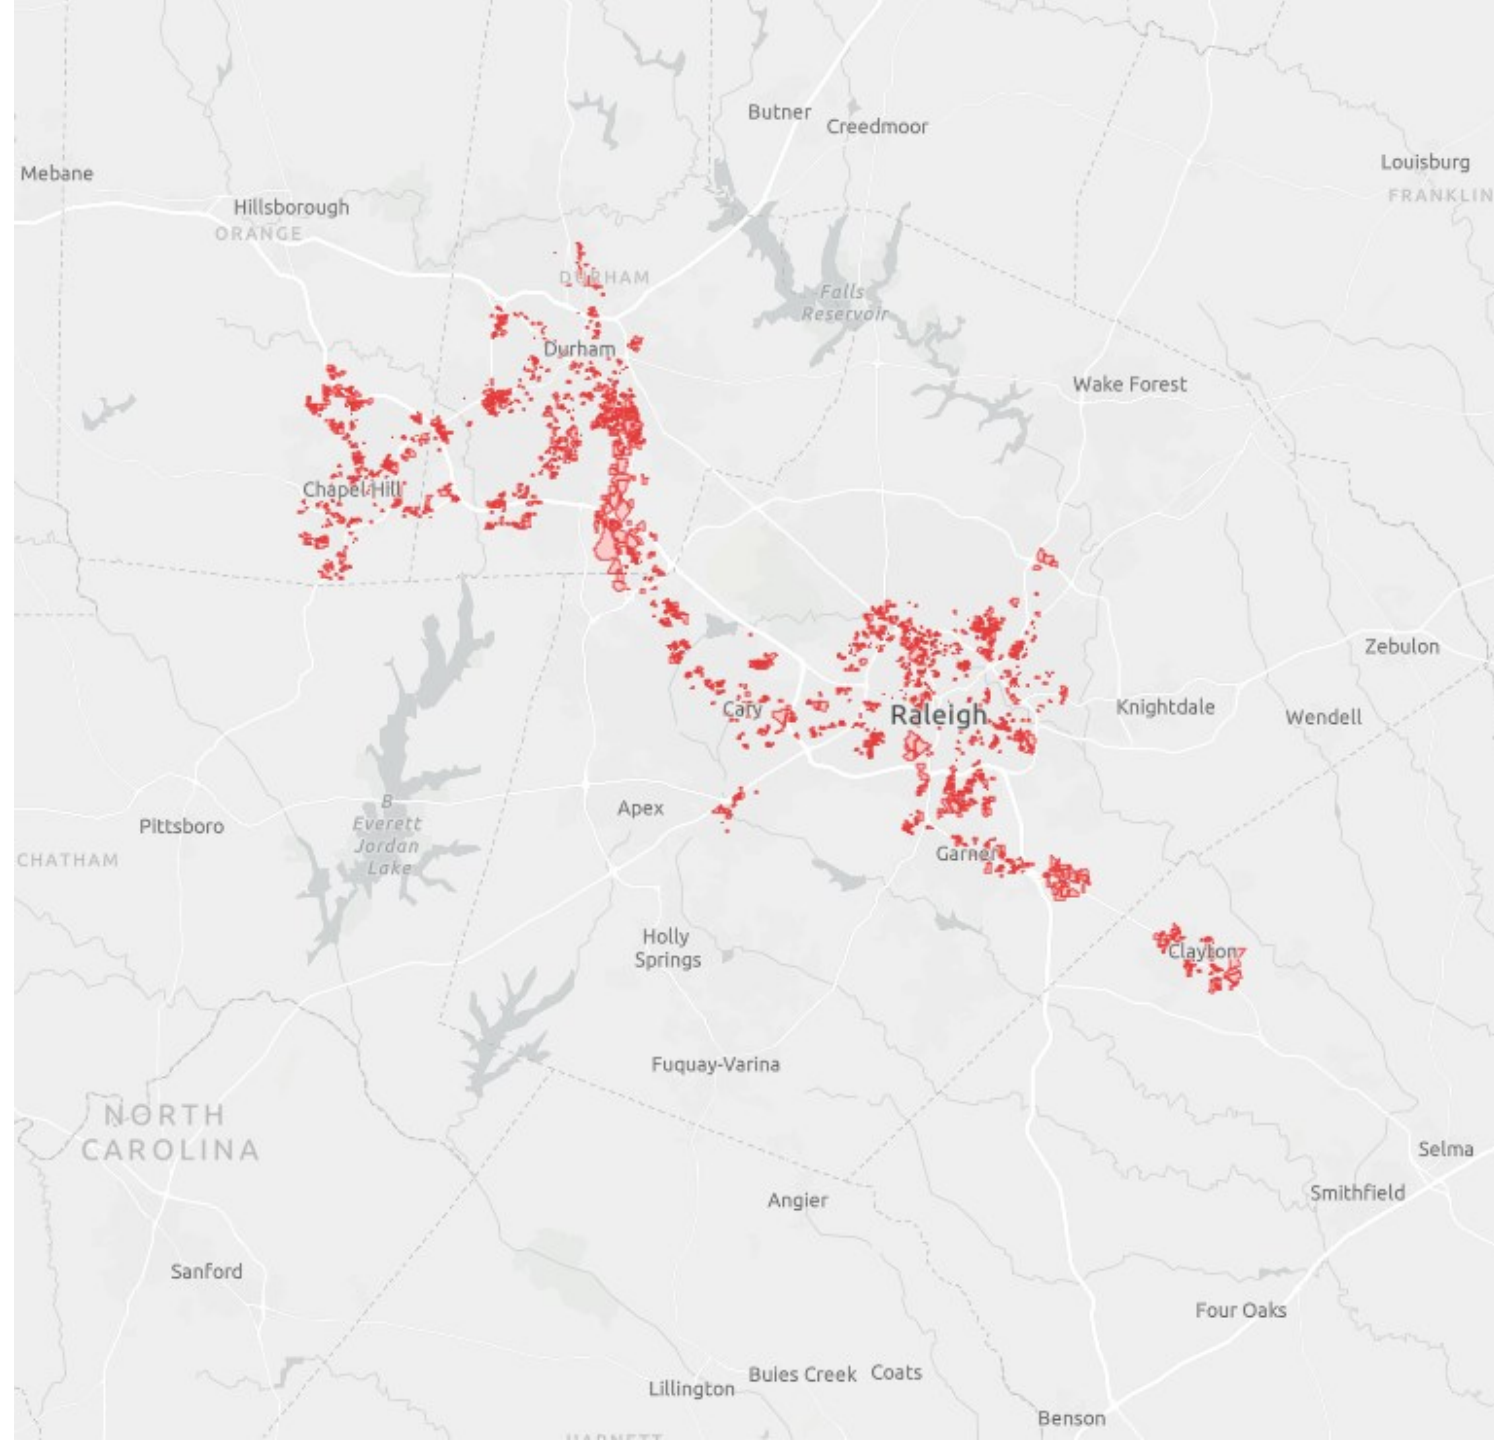 Butner
Creedmoor
Louisburg
FRANKLIN
Mebane
Hillsborough
ORANGE
DURHAM
Falls
Reservoir
Durham
Wake Forest
Chapel Hill
Zebulon
Cary
Raleigh
Knightdale
Wendell
B
Everett
Jordan
Lake
Apex
Pittsboro
CHATHAM
Garner
Holly
Springs
Clayton
Fuquay-Varina
NORTH
CAROLINA
Selma
Smithfield
Angier
Sanford
Four Oaks
Lillington
Buies Creek
Coats
Benson
HARNETT